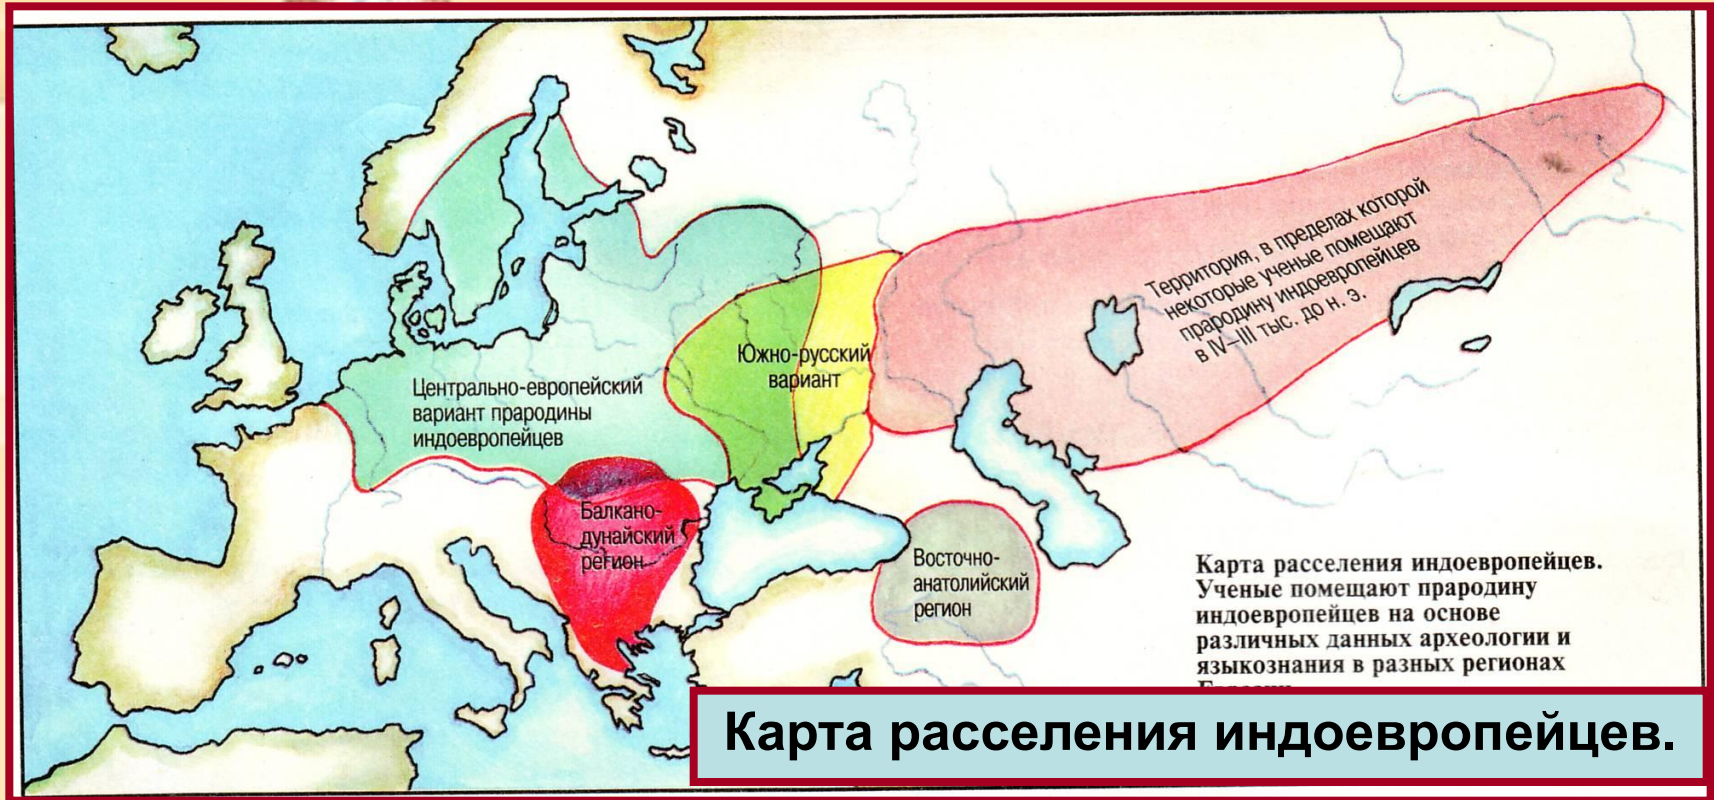 Территория, в пределах которой
некоторые ученые помещают
прародину индоевропейцев
в IV–III тыс. до н. э.
Южно-русский
вариант
Центрально-европейский
вариант прародины
индоевропейцев
Балкано-
дунайский
регион
Восточно-
анатолийский
регион
Карта расселения индоевропейцев.
Ученые помещают прародину
индоевропейцев на основе
различных данных археологии и
языкознания в разных регионах
Карта расселения индоевропейцев.